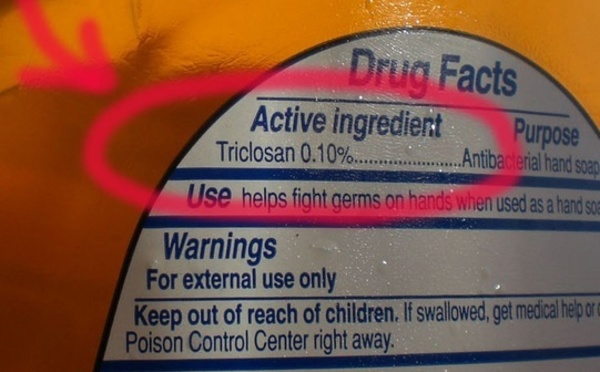 Drug Facts
Active ingredient Purpose
Triclosan 0.10%......................Antibacterial hand soap
Use helps fight germs on hands when used as a hand
Warnings
For external use only
Keep out of reach of children. If swallowed, get medical help or
Poison Control Center right away.